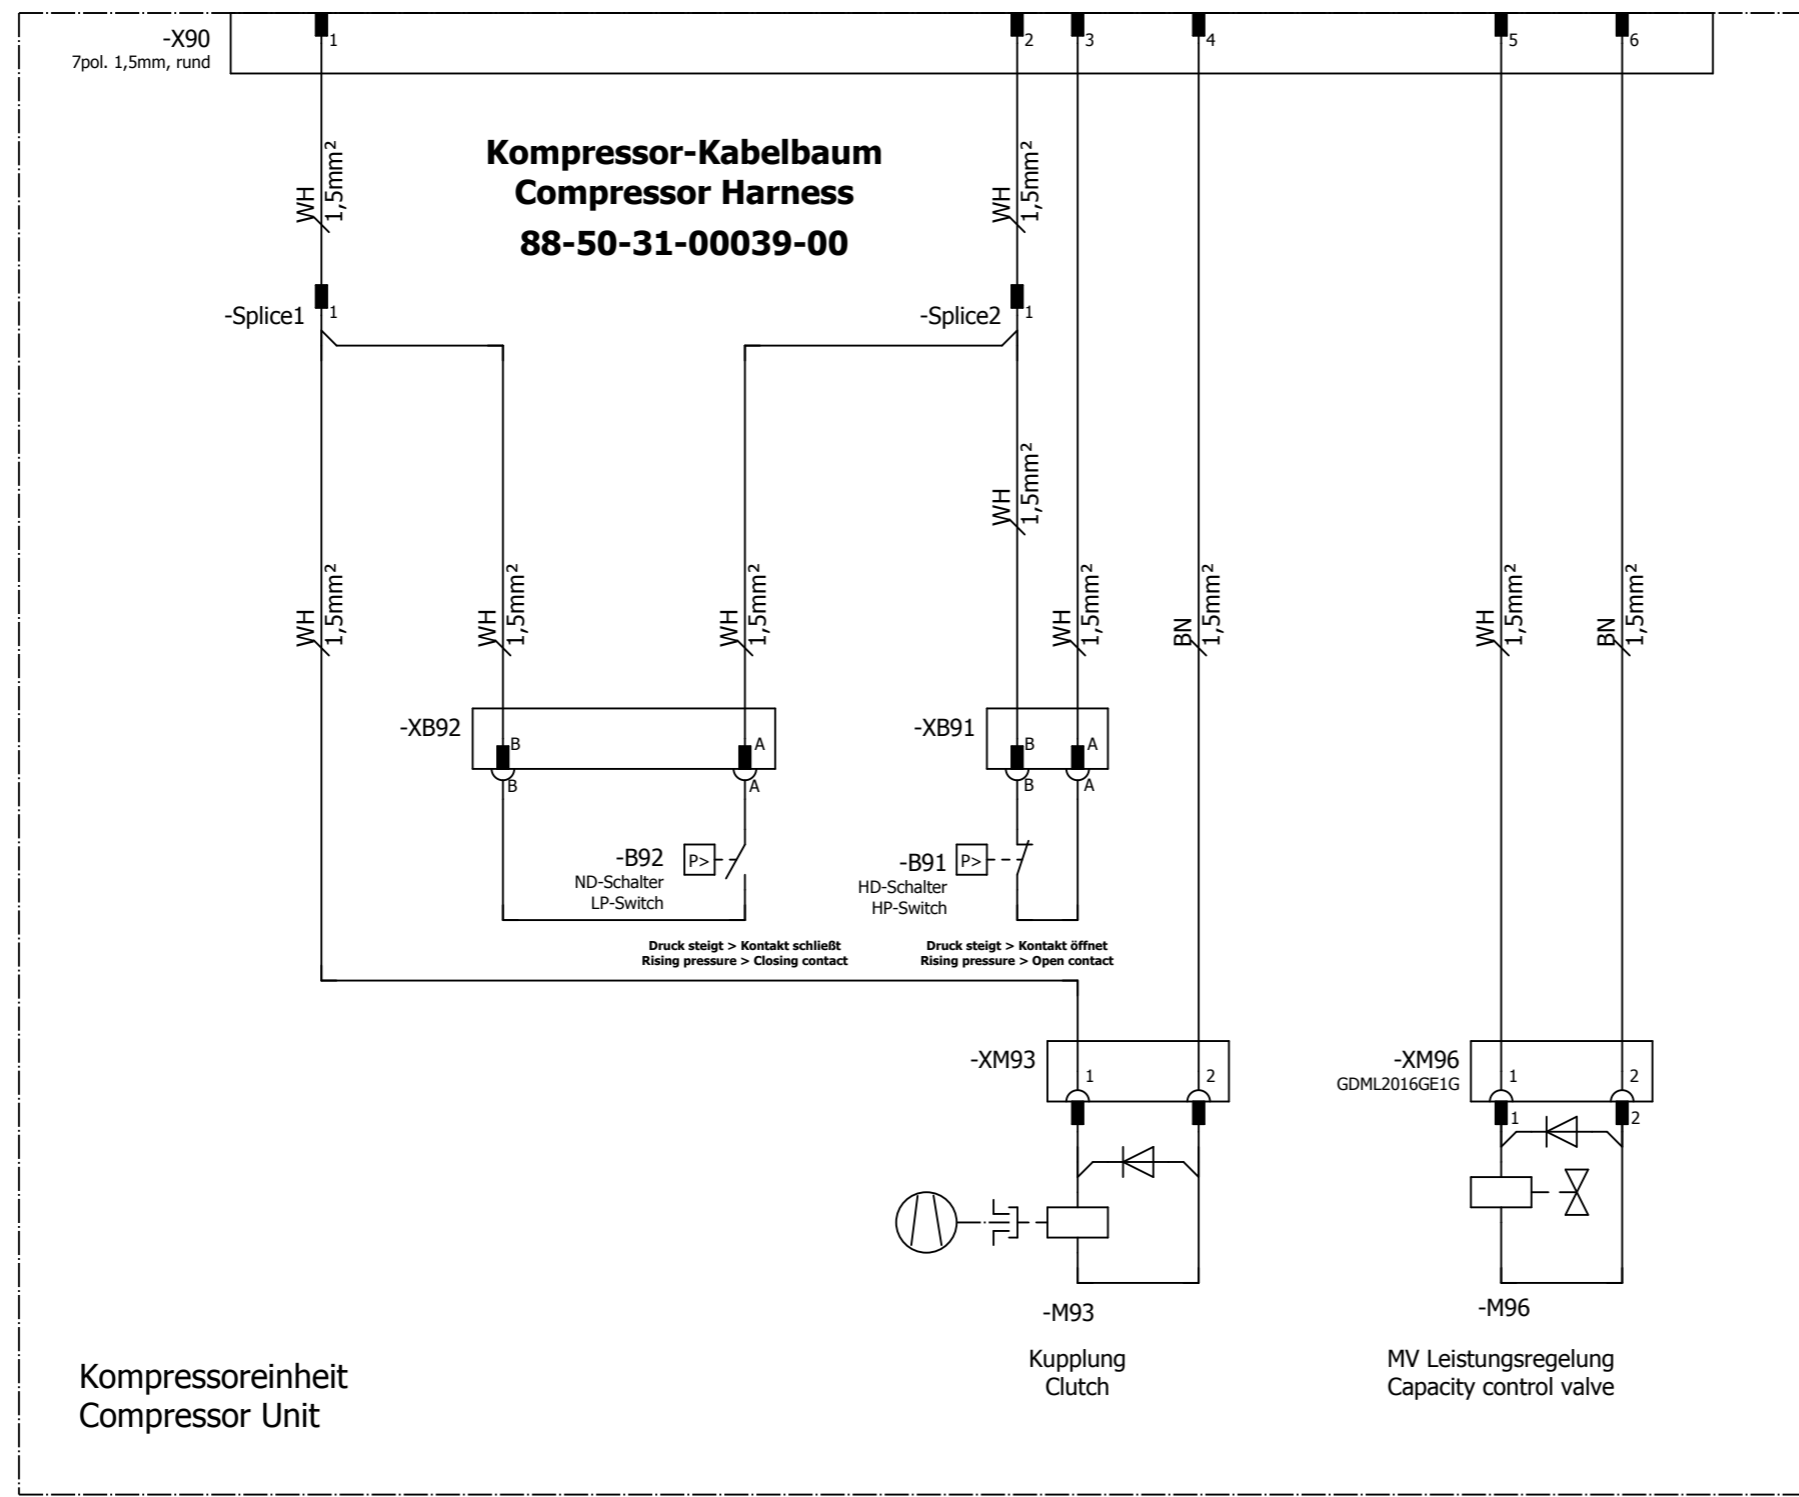 -X90
7pol. 1,5mm, rund
1
2
3
4
5
6
Kompressor-Kabelbaum
Compressor Harness
88-50-31-00039-00
WH
1,5mm²
WH
1,5mm²
-Splice1
1
-Splice2
1
WH
1,5mm²
WH
1,5mm²
WH
1,5mm²
WH
1,5mm²
WH
1,5mm²
BN
1,5mm²
WH
1,5mm²
BN
1,5mm²
-XB92
B
A
B
A
-XB91
B
A
B
A
-B92
ND-Schalter
LP-Switch
P>
-B91
HD-Schalter
HP-Switch
P>
Druck steigt > Kontakt schließt
Rising pressure > Closing contact
Druck steigt > Kontakt öffnet
Rising pressure > Open contact
-XM93
1
2
-XM96
GDML2016GE1G
1
2
1
2
-M93
Kupplung
Clutch
-M96
MV Leistungsregelung
Capacity control valve
Kompressoreinheit
Compressor Unit